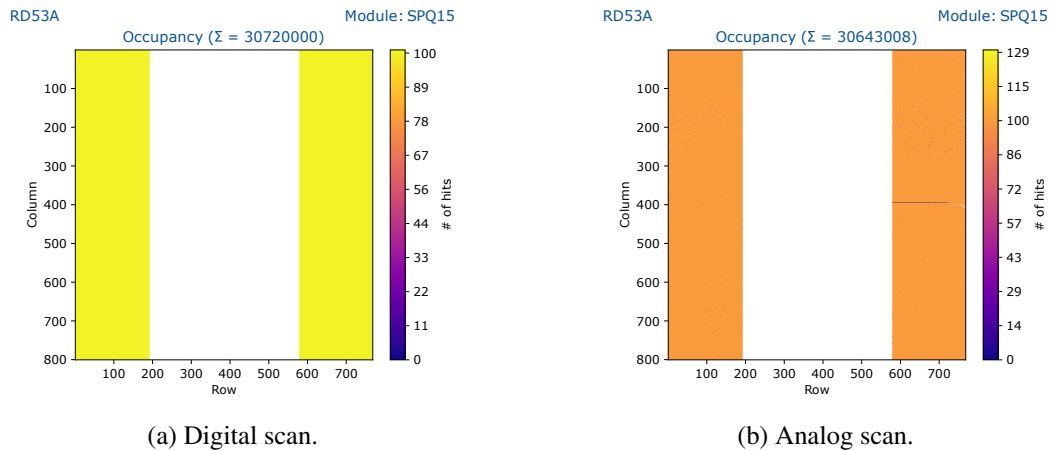 RD53A Module: SPQ15
Occupancy (Σ = 30720000)
100
200
300
400
500
600
700
800
Column
100 200 300 400 500 600 700
Row
100
89
78
67
56
44
33
22
11
0
# of hits
(a) Digital scan.
RD53A Module: SPQ15
Occupancy (Σ = 30643008)
100
200
300
400
500
600
700
800
Column
100 200 300 400 500 600 700
Row
129
114
100
86
72
57
43
29
14
0
# of hits
(b) Analog scan.